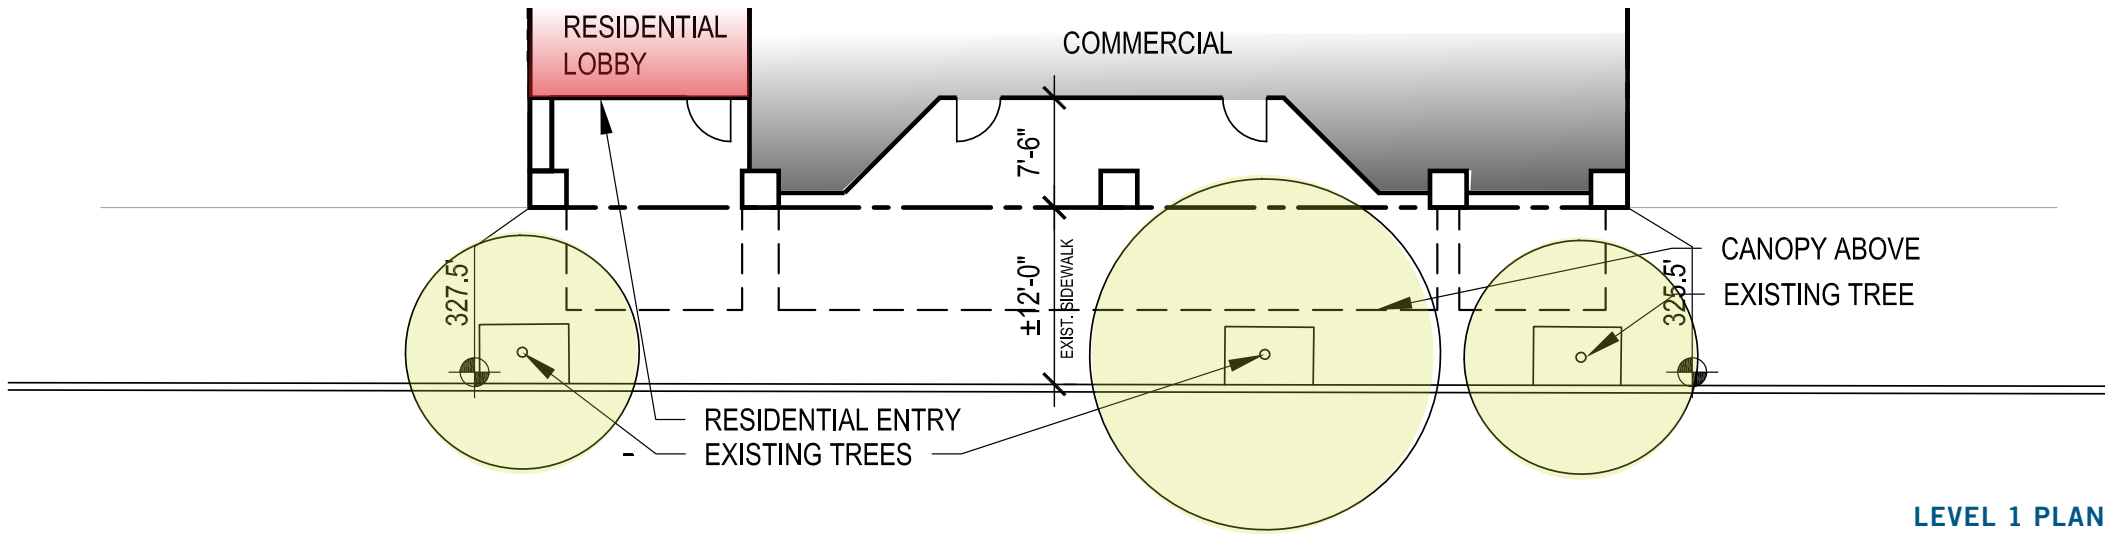 RESIDENTIAL
LOBBY
COMMERCIAL
7'-6"
±12'-0"
EXIST. SIDEWALK
327.5'
325.5'
CANOPY ABOVE
EXISTING TREE
RESIDENTIAL ENTRY
EXISTING TREES
LEVEL 1 PLAN